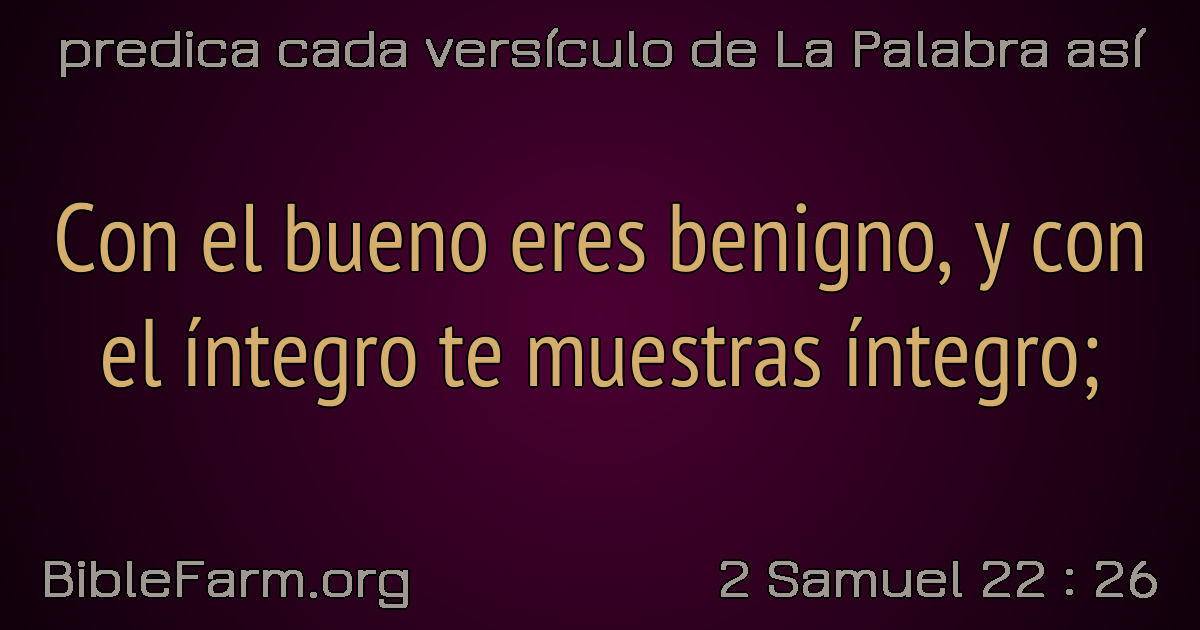 predica cada versículo de La Palabra así
Con el bueno eres benigno, y con
el íntegro te muestras íntegro;
BibleFarm.org
2 Samuel 22 : 26